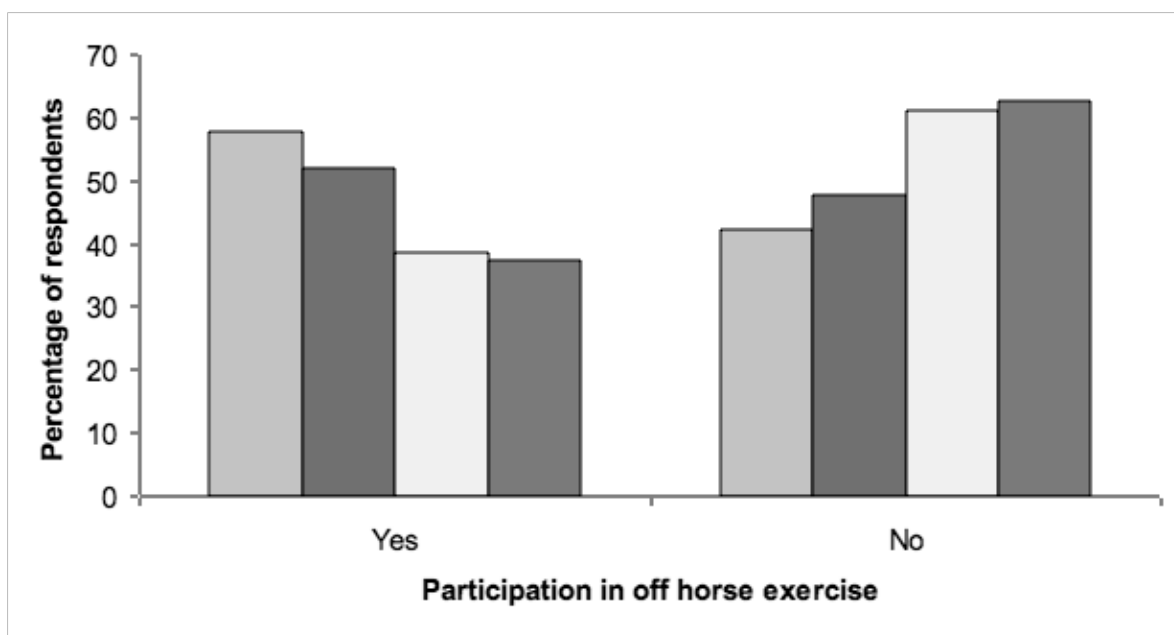 Percentage of respondents
70
60
50
40
30
20
10
0
Yes No
Participation in off horse exercise